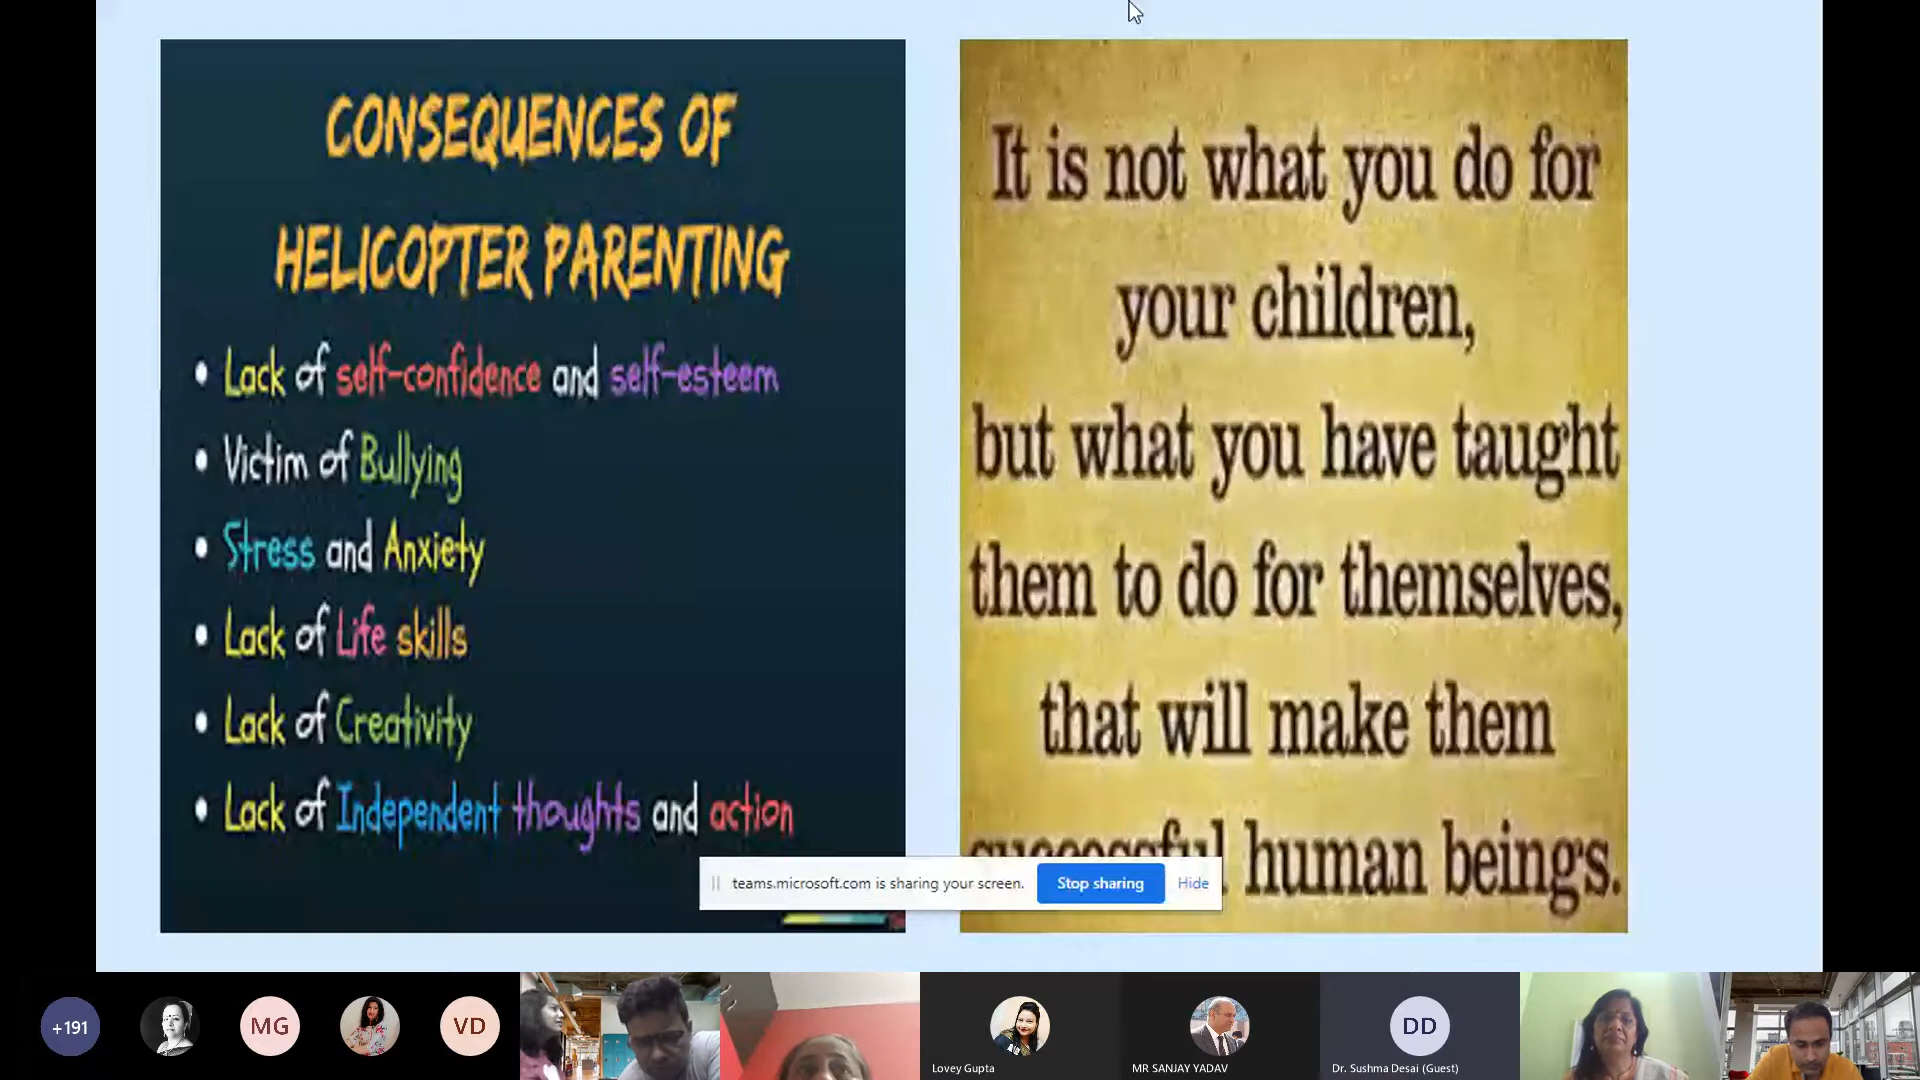 CONSEQUENCES OF
HELICOPTER PARENTING
• Lack of self-confidence and self-esteem
• Victim of Bullying
• Stress and Anxiety
• Lack of Life skills
• Lack of Creativity
• Lack of Independent thoughts and action
It is not what you do for
your children,
but what you have taught
them to do for themselves,
that will make them
successful human beings.
teams.microsoft.com is sharing your screen.
Stop sharing
Hide
+191
MG
VD
Lovey Gupta
MR SANJAY YADAV
DD
Dr. Sushma Desai (Guest)